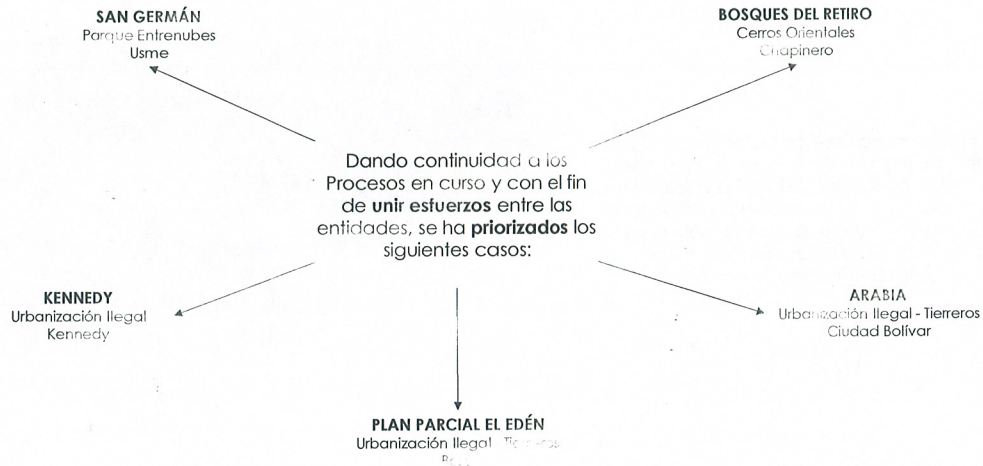 SAN GERMÁN
Parque Entrenubes
Usme
BOSQUES DEL RETIRO
Cerros Orientales
Chapinero
Dando continuidad a los
Procesos en curso y con el fin
de unir esfuerzos entre las
entidades, se ha priorizados los
siguientes casos:
KENNEDY
Urbanización Ilegal
Kennedy
ARABIA
Urbanización Ilegal - Tierreros
Ciudad Bolívar
PLAN PARCIAL EL EDÉN
Urbanización Ilegal